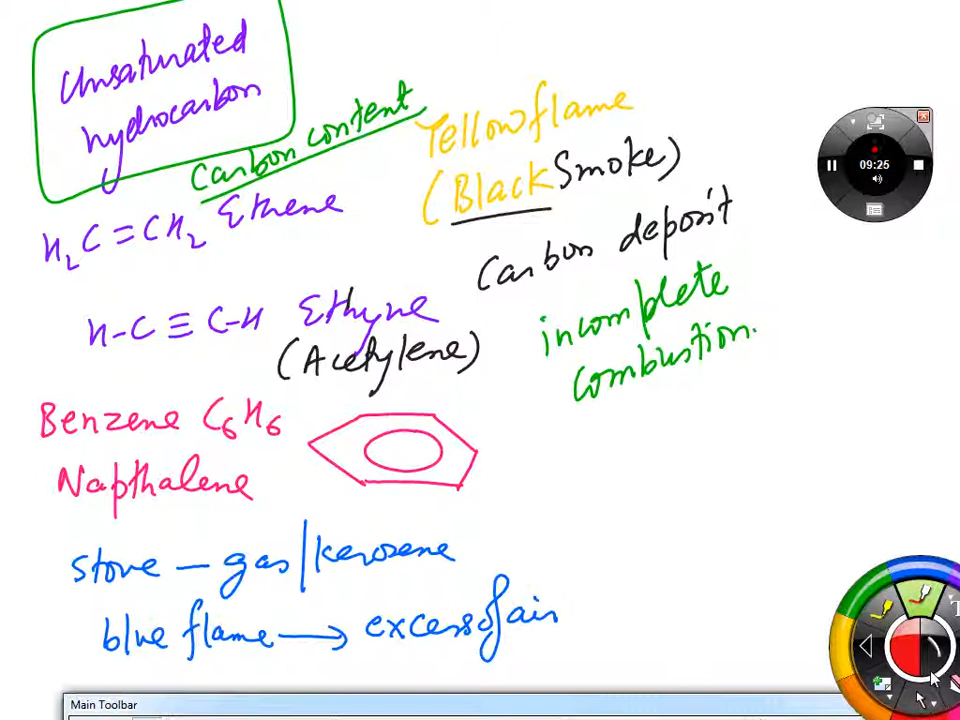 Unsaturated
hydrocarbon
Carbon content
H2C=CH2 Ethene
H-C≡C-H Ethyne
(Acetylene)
Yellow flame
(Black Smoke)
Carbon deposit
incomplete
combustion.
Benzene C6H6
Napthalene
stove — gas/kerosene
blue flame → excess of air
09:25
T
Main Toolbar